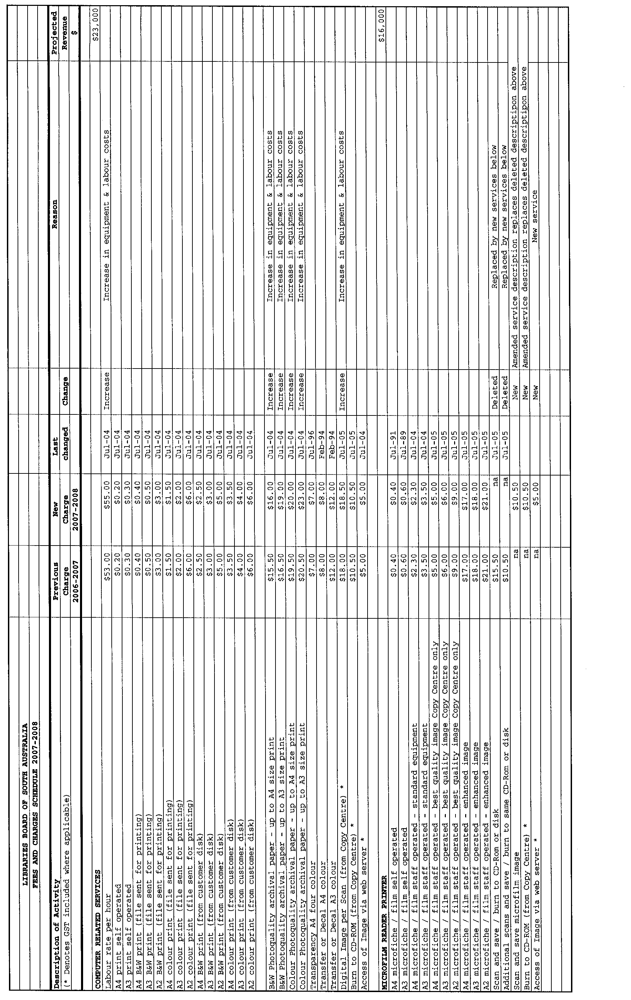 LIBRARIES BOARD OF SOUTH AUSTRALIA
FEES AND CHARGES SCHEDULE 2007-2008
Description of Activity Previous New Last Reason Projected
(* Denotes GST included where applicable) Charge Charge changed Change Revenue
2006-2007 2007-2008 $
COMPUTER RELATED SERVICES $23,000
Labour rate per hour $53.00 $55.00 Jul-04 Increase Increase in equipment & labour costs
A4 print self operated $0.20 $0.20 Jul-04
A3 print self operated $0.30 $0.30 Jul-04
A4 B&W print (file sent for printing) $0.40 $0.40 Jul-04
A3 B&W print (file sent for printing) $0.50 $0.50 Jul-04
A2 B&W print (file sent for printing) $3.00 $3.00 Jul-04
A4 colour print (file sent for printing) $1.50 $1.50 Jul-04
A3 colour print (file sent for printing) $2.00 $2.00 Jul-04
A2 colour print (file sent for printing) $6.00 $6.00 Jul-04
A4 B&W print (from customer disk) $2.50 $2.50 Jul-04
A3 B&W print (from customer disk) $3.00 $3.00 Jul-04
A2 B&W print (from customer disk) $5.00 $5.00 Jul-04
A4 colour print (from customer disk) $3.50 $3.50 Jul-04
A3 colour print (from customer disk) $4.00 $4.00 Jul-04
A2 colour print (from customer disk) $6.00 $6.00 Jul-04
B&W Photoquality archival paper - up to A4 size print $15.50 $16.00 Jul-04 Increase Increase in equipment & labour costs
B&W Photoquality archival paper - up to A3 size print $16.50 $19.00 Jul-04 Increase Increase in equipment & labour costs
Colour Photoquality archival paper - up to A4 size print $19.50 $20.00 Jul-04 Increase Increase in equipment & labour costs
Colour Photoquality archival paper - up to A3 size print $20.50 $23.00 Jul-04 Increase Increase in equipment & labour costs
Transparency A4 four colour $7.00 $7.00 Jul-96
Transfer or Decal A4 colour $8.00 $8.00 Feb-94
Transfer or Decal A3 colour $12.00 $12.00 Feb-94
Digital Image per Scan (from Copy Centre) * $18.00 $18.50 Jul-05 Increase Increase in equipment & labour costs
Burn to CD-ROM (from Copy Centre) * $10.50 $10.50 Jul-05
Access of Image via web server * $5.00 $5.00 Jul-04
MICROFILM READER PRINTER $16,000
A4 microfiche / film self operated $0.40 $0.40 Jul-91
A3 microfiche / film self operated $0.60 $0.60 Jul-89
A4 microfiche / film staff operated - standard equipment $2.30 $2.30 Jul-04
A3 microfiche / film staff operated - standard equipment $3.50 $3.50 Jul-04
A4 microfiche / film staff operated - best quality image Copy Centre only $5.00 $5.00 Jul-05
A3 microfiche / film staff operated - best quality image Copy Centre only $6.00 $6.00 Jul-05
A2 microfiche / film staff operated - best quality image Copy Centre only $9.00 $9.00 Jul-05
A4 microfiche / film staff operated - enhanced image $17.00 $17.00 Jul-05
A3 microfiche / film staff operated - enhanced image $18.00 $18.00 Jul-05
A2 microfiche / film staff operated - enhanced image $21.00 $21.00 Jul-05
Scan and save / burn to CD-Rom or disk $15.50 na Jul-05 Deleted Replaced by new services below
Additional scans and save / burn to same CD-Rom or disk $10.50 na Jul-05 Deleted Replaced by new services below
Scan and save microfilm image na $10.50 New Amended service description replaces deleted descriptipon above
Burn to CD-ROM (from Copy Centre) * na $10.50 New Amended service description replaces deleted descriptipon above
Access of Image via web server * na $5.00 New New service